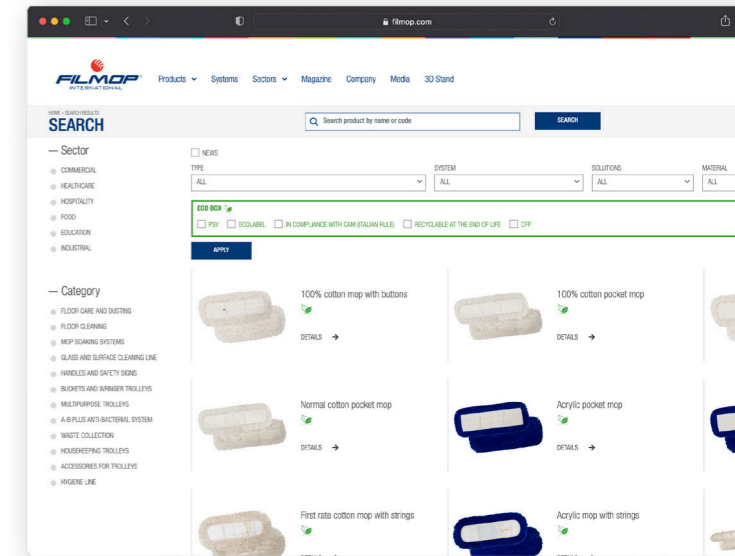 filmop.com
FILMOP
INTERNATIONAL
Products Systems Sectors Magazine Company Media 3D Stand
HOME > SEARCH RESULTS
SEARCH
Search product by name or code
SEARCH
— Sector
COMMERCIAL
HEALTHCARE
HOSPITALITY
FOOD
EDUCATION
INDUSTRIAL
— Category
FLOOR CARE AND DUSTING
FLOOR CLEANING
MOP SOAKING SYSTEMS
GLASS AND SURFACE CLEANING LINE
HANDLES AND SAFETY SIGNS
BUCKETS AND WRINGER TROLLEYS
MULTIPURPOSE TROLLEYS
A-B PLUS ANTI-BACTERIAL SYSTEM
WASTE COLLECTION
HOUSEKEEPING TROLLEYS
ACCESSORIES FOR TROLLEYS
HYGIENE LINE
NEWS
TYPE SYSTEM SOLUTIONS MATERIAL
ALL ALL ALL ALL
ECO BOX
PSV ECOLABEL IN COMPLIANCE WITH CAM (ITALIAN RULE) RECYCLABLE AT THE END OF LIFE CFP
APPLY
100% cotton mop with buttons
DETAILS →
100% cotton pocket mop
DETAILS →
Normal cotton pocket mop
DETAILS →
Acrylic pocket mop
DETAILS →
First rate cotton mop with strings
DETAILS
Acrylic mop with strings
DETAILS